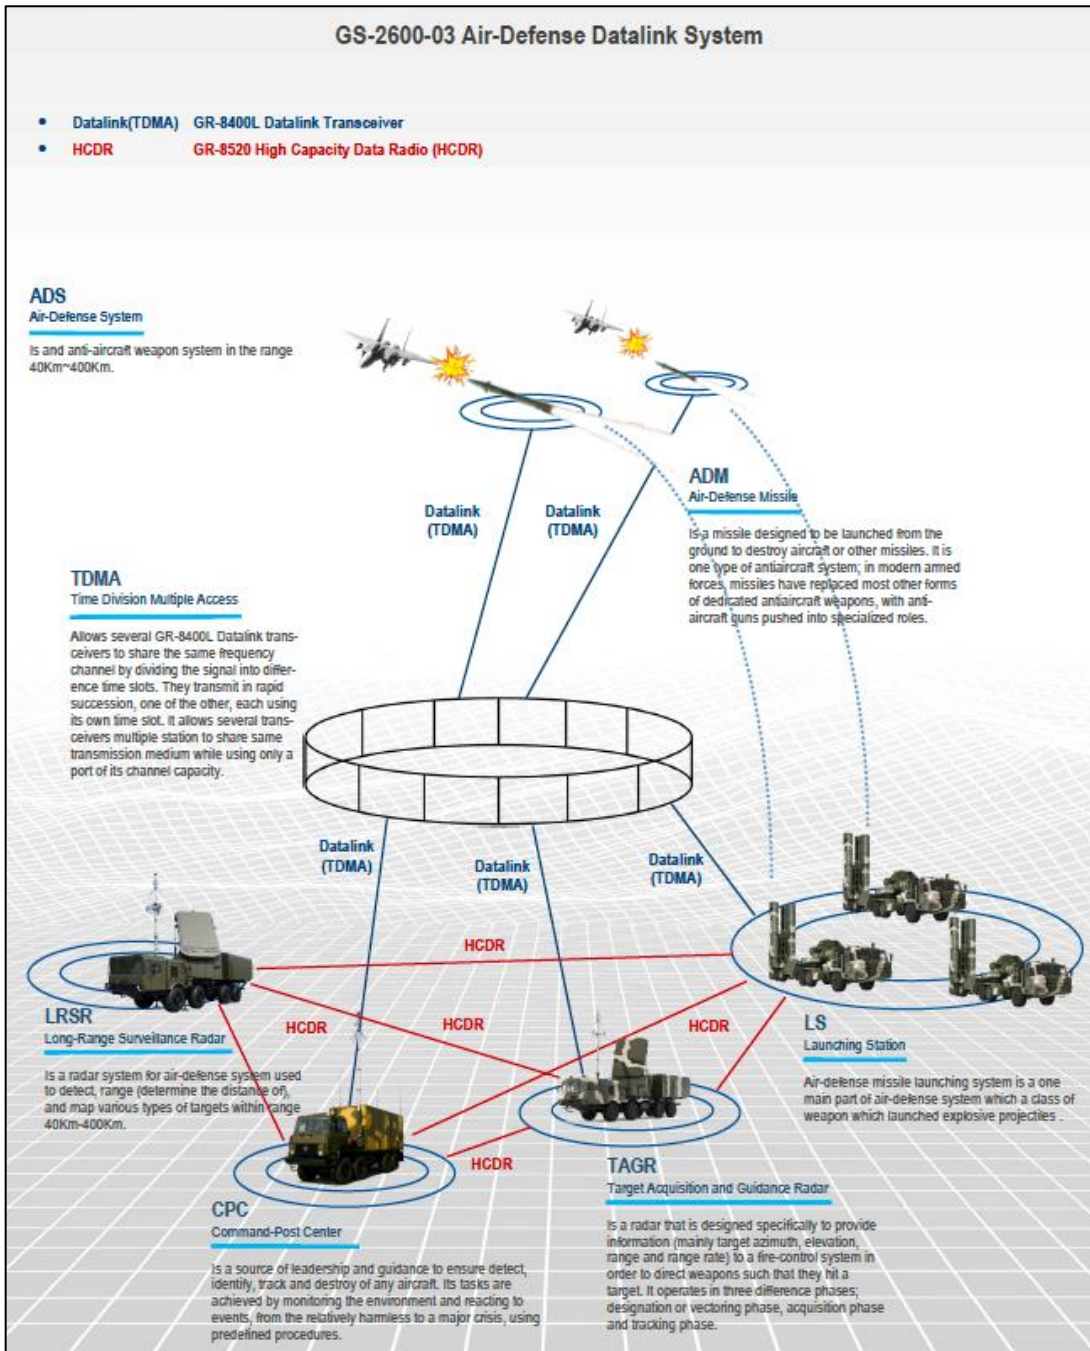 GS-2600-03 Air-Defense Datalink System
• Datalink(TDMA) GR-8400L Datalink Transceiver
• HCDR GR-8520 High Capacity Data Radio (HCDR)
ADS
Air-Defense System
Is and anti-aircraft weapon system in the range
40Km~400Km.
Datalink
(TDMA)
Datalink
(TDMA)
ADM
Air-Defense Missile
Is a missile designed to be launched from the
ground to destroy aircraft or other missiles. It is
one type of antiaircraft system; in modern armed
forces, missiles have replaced most other forms
of dedicated antiaircraft weapons, with anti-
aircraft guns pushed into specialized roles.
TDMA
Time Division Multiple Access
Allows several GR-8400L Datalink trans-
ceivers to share the same frequency
channel by dividing the signal into differ-
ence time slots. They transmit in rapid
succession, one of the other, each using
its own time slot. It allows several trans-
ceivers multiple station to share same
transmission medium while using only a
part of its channel capacity.
Datalink
(TDMA)
Datalink
(TDMA)
Datalink
(TDMA)
HCDR
HCDR
HCDR
HCDR
HCDR
LRSR
Long-Range Surveillance Radar
Is a radar system for air-defense system used
to detect, range (determine the distance of),
and map various types of targets within range
40Km-400Km.
LS
Launching Station
Air-defense missile launching system is a one
main part of air-defense system which a class of
weapon which launched explosive projectiles .
CPC
Command-Post Center
Is a source of leadership and guidance to ensure detect,
identify, track and destroy of any aircraft. Its tasks are
achieved by monitoring the environment and reacting to
events, from the relatively harmless to a major crisis, using
predefined procedures.
TAGR
Target Acquisition and Guidance Radar
Is a radar that is designed specifically to provide
information (mainly target azimuth, elevation,
range and range rate) to a fire-control system in
order to direct weapons such that they hit a
target. It operates in three difference phases;
designation or vectoring phase, acquisition phase
and tracking phase.